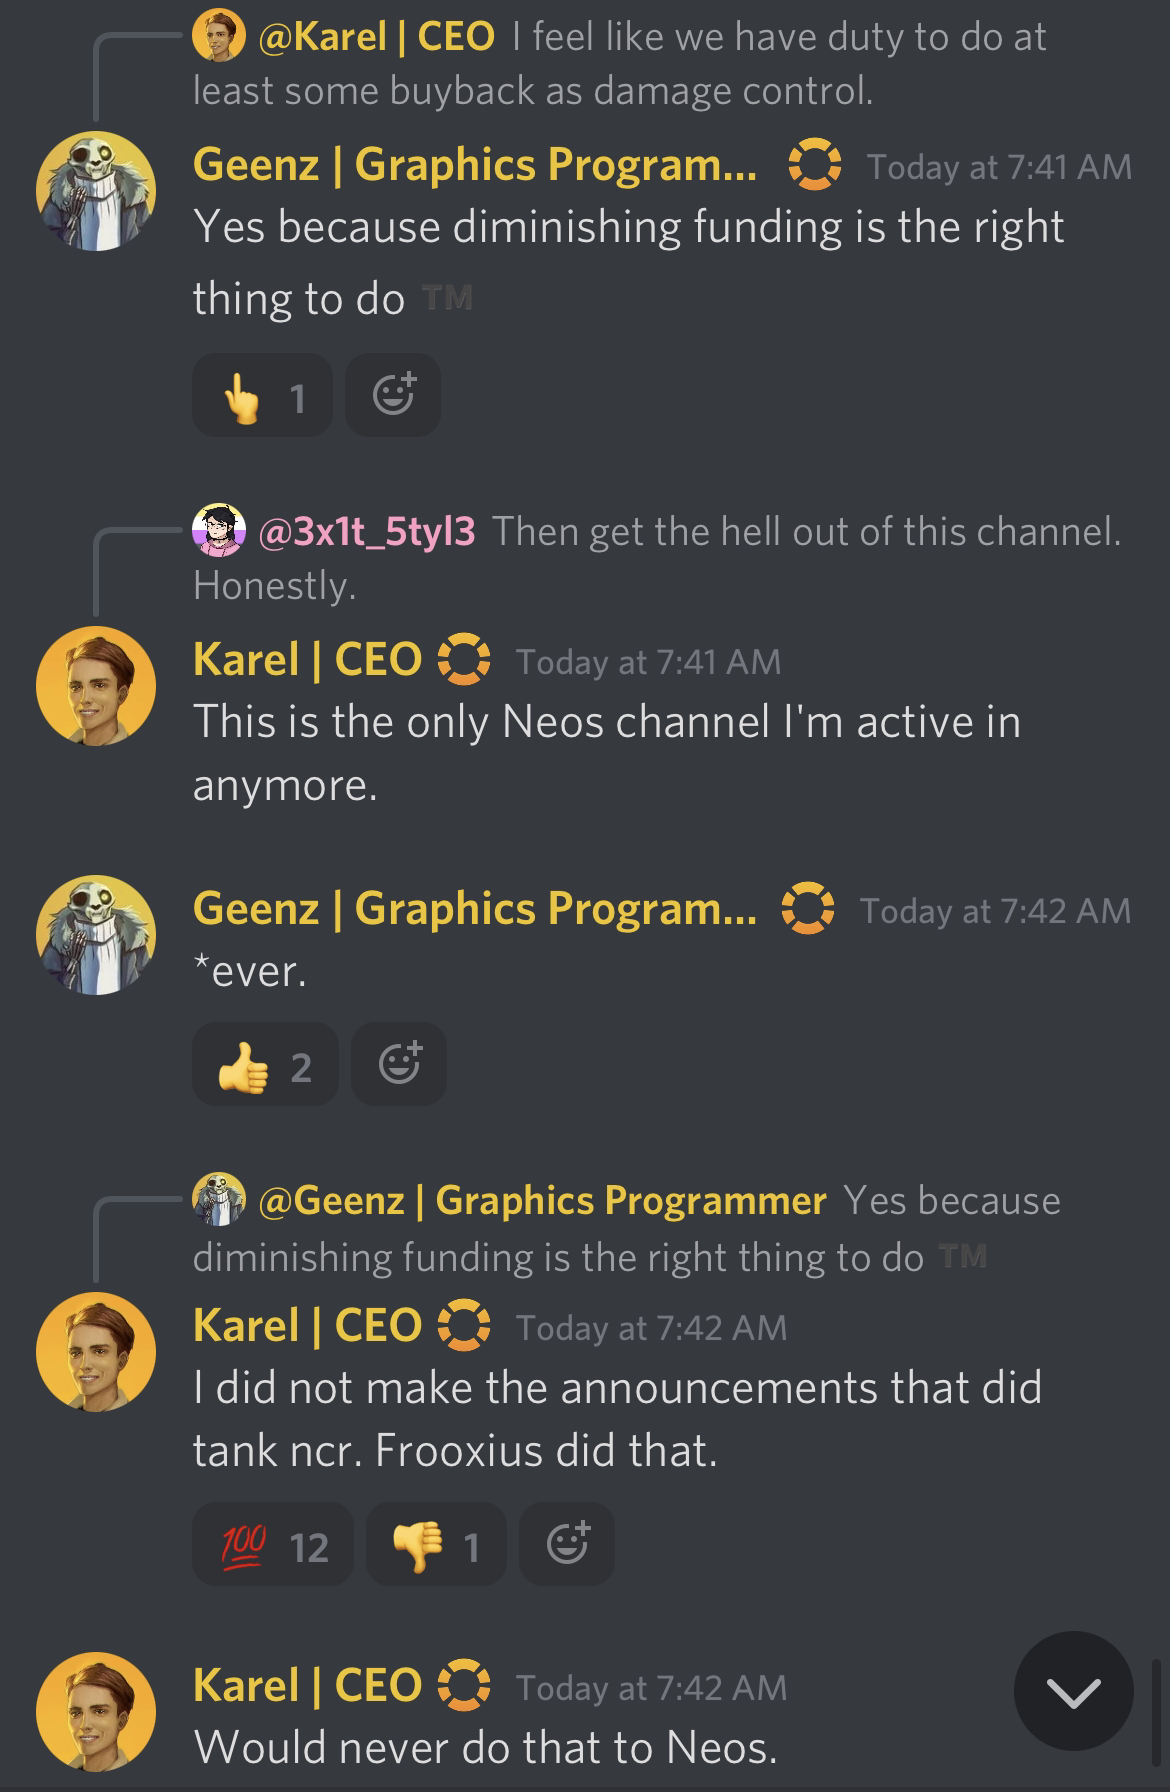 @Karel | CEO I feel like we have duty to do at
least some buyback as damage control.
Geenz | Graphics Program... Today at 7:41 AM
Yes because diminishing funding is the right
thing to do ™️
👆 1
@3x1t_5tyl3 Then get the hell out of this channel.
Honestly.
Karel | CEO Today at 7:41 AM
This is the only Neos channel I'm active in
anymore.
Geenz | Graphics Program... Today at 7:42 AM
*ever.
👍 2
@Geenz | Graphics Programmer Yes because
diminishing funding is the right thing to do ™️
Karel | CEO Today at 7:42 AM
I did not make the announcements that did
tank ncr. Frooxius did that.
💯 12 👎 1
Karel | CEO Today at 7:42 AM
Would never do that to Neos.